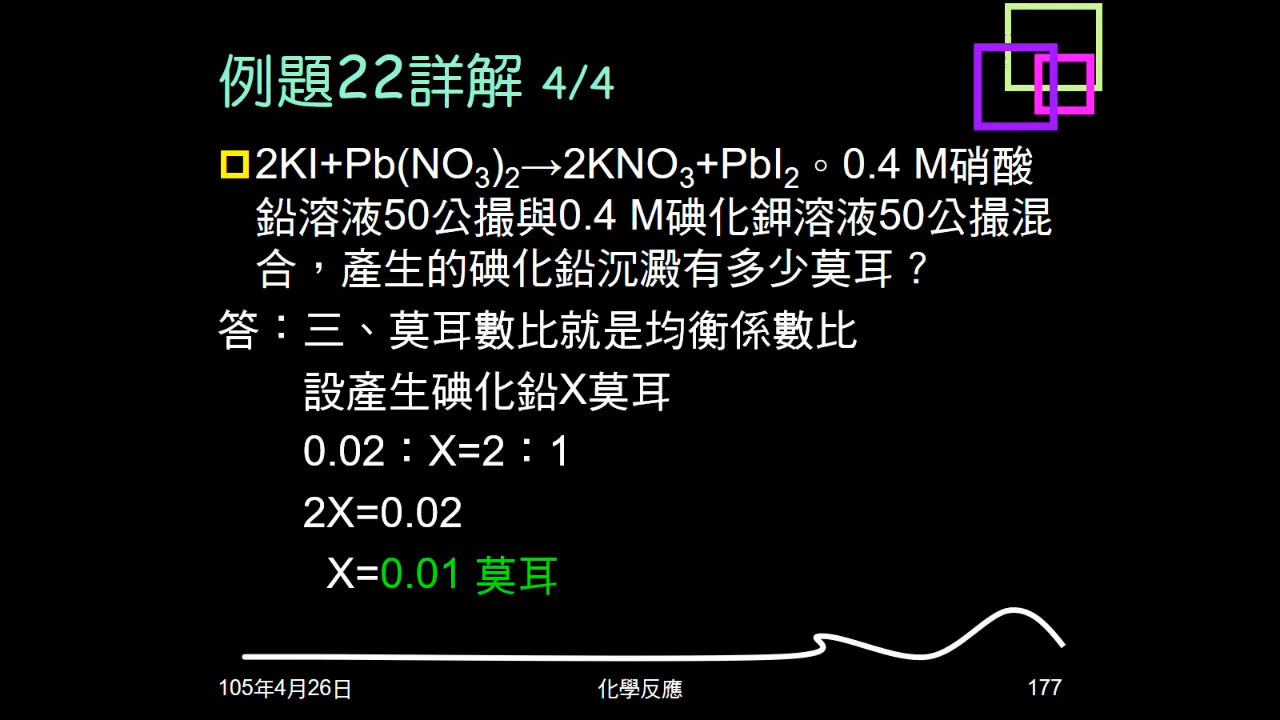 例題22詳解 4/4
2KI+Pb(NO₃)₂→2KNO₃+PbI₂。0.4 M硝酸
鉛溶液50公撮與0.4 M碘化鉀溶液50公撮混
合，產生的碘化鉛沉澱有多少莫耳？
答：三、莫耳數比就是均衡係數比
設產生碘化鉛X莫耳
0.02：X=2：1
2X=0.02
X=0.01 莫耳
105年4月26日
化學反應
177